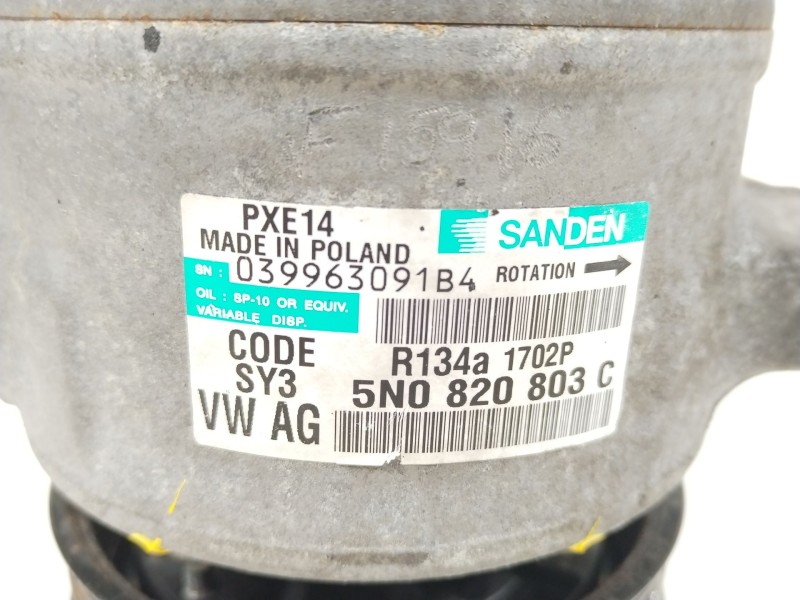 PXE14
SANDEN
MADE IN POLAND
SN: 039963091B4
ROTATION
OIL : SP-10 OR EQUIV.
VARIABLE DISP.
CODE
R134a 1702P
SY3
5N0 820 803 C
VW AG